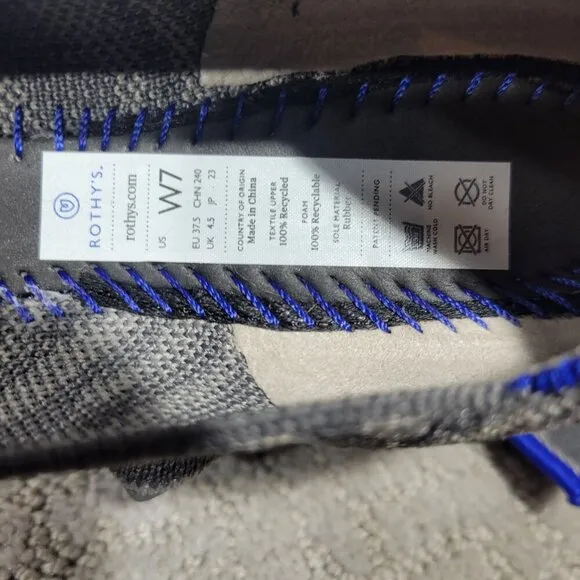 ROTHY'S.
rothys.com
US W7
EU 37.5 CHN 240
UK 4.5 JP 23
COUNTRY OF ORIGIN
Made in China
TEXTILE UPPER
100% Recycled
FOAM
100% Recyclable
SOLE MATERIAL
Rubber
PATENT PENDING
MACHINE
WASH COLD
NO BLEACH
AIR DRY
DO NOT
DRY CLEAN